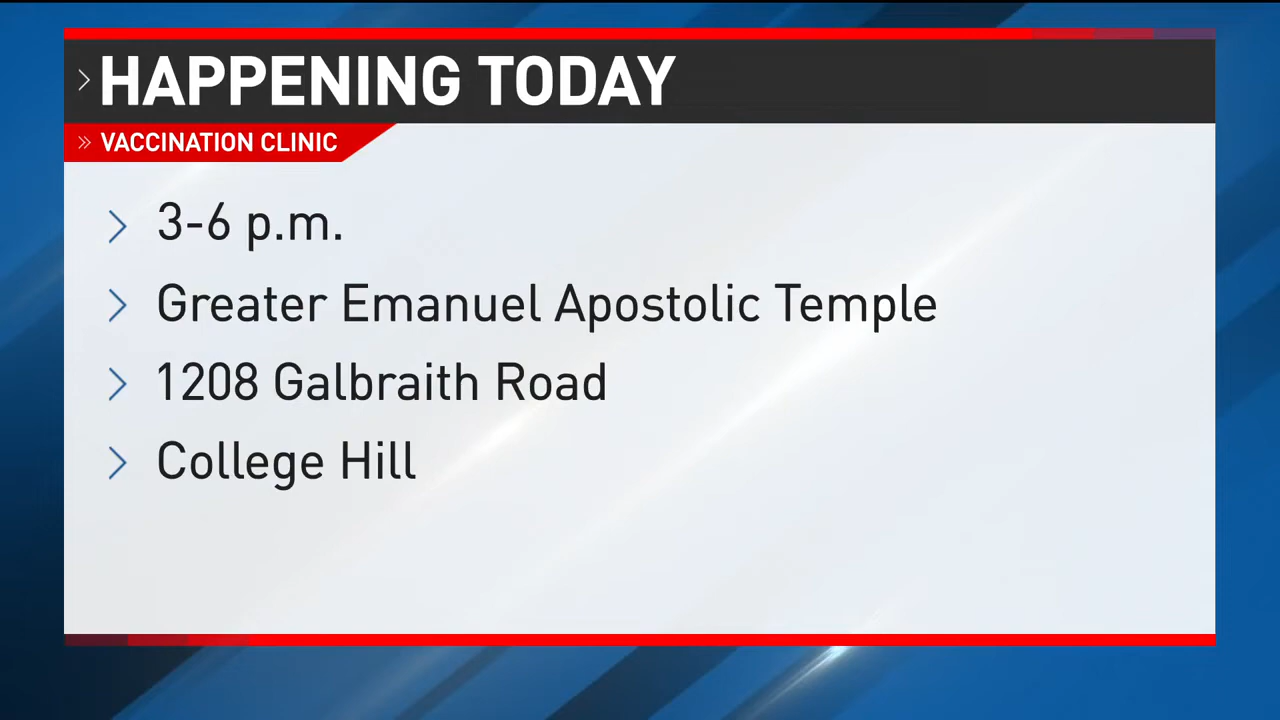 HAPPENING TODAY
VACCINATION CLINIC
3-6 p.m.
Greater Emanuel Apostolic Temple
1208 Galbraith Road
College Hill